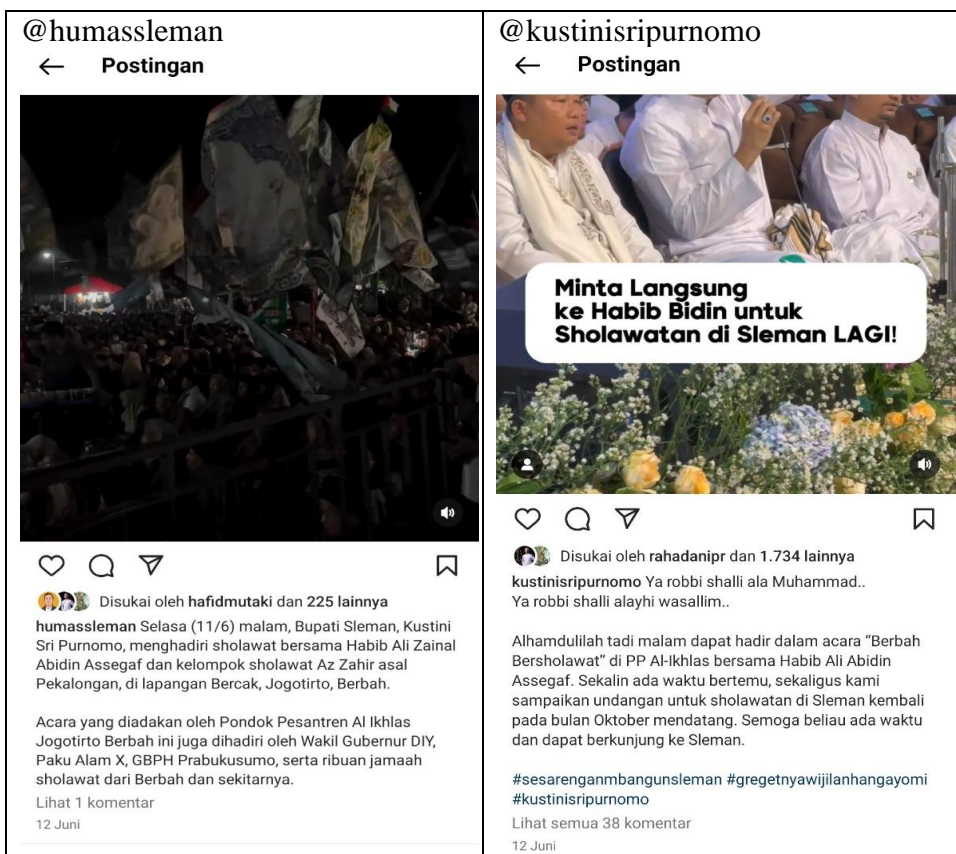 @humassleman
Postingan
Disukai oleh hafidmutaki dan 225 lainnya
humassleman Selasa (11/6) malam, Bupati Sleman, Kustini
Sri Purnomo, menghadiri sholawat bersama Habib Ali Zainal
Abidin Assegaf dan kelompok sholawat Az Zahir asal
Pekalongan, di lapangan Bercak, Jogotirto, Berbah.
Acara yang diadakan oleh Pondok Pesantren Al Ikhlas
Jogotirto Berbah ini juga dihadiri oleh Wakil Gubernur DIY,
Paku Alam X, GBPH Prabukusumo, serta ribuan jamaah
sholawat dari Berbah dan sekitarnya.
Lihat 1 komentar
12 Juni
@kustinisripurnomo
Postingan
Minta Langsung
ke Habib Bidin untuk
Sholawatan di Sleman LAGI!
Disukai oleh rahadanipr dan 1.734 lainnya
kustinisripurnomo Ya robbi shalli ala Muhammad..
Ya robbi shalli alayhi wasallim..
Alhamdulilah tadi malam dapat hadir dalam acara “Berbah
Bersholawat” di PP Al-Ikhlas bersama Habib Ali Abidin
Assegaf. Sekalin ada waktu bertemu, sekaligus kami
sampaikan undangan untuk sholawatan di Sleman kembali
pada bulan Oktober mendatang. Semoga beliau ada waktu
dan dapat berkunjung ke Sleman.
#sesarenganmbangunsleman #gregetnyawijilanhangayomi
#kustinisripurnomo
Lihat semua 38 komentar
12 Juni